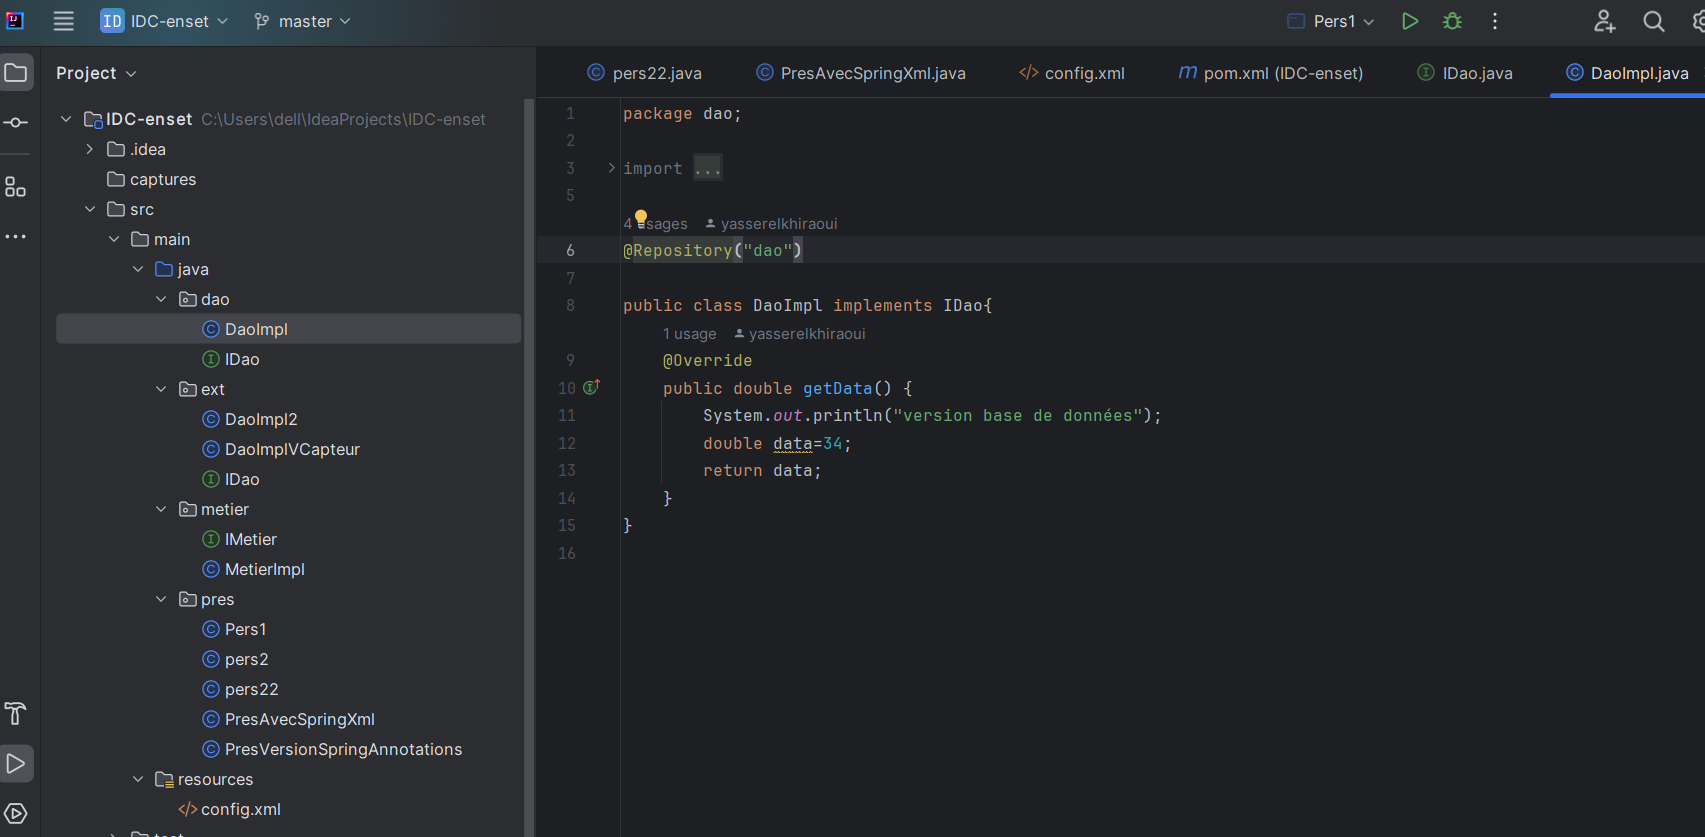 IDC-enset master Pers1
Project
IDC-enset C:\Users\dell\IdeaProjects\IDC-enset
.idea
captures
src
main
java
dao
DaoImpl
IDao
ext
DaoImpl2
DaoImplVCapteur
IDao
metier
IMetier
MetierImpl
pres
Pers1
pers2
pers22
PresAvecSpringXml
PresVersionSpringAnnotations
resources
config.xml
pers22.java PresAvecSpringXml.java config.xml pom.xml (IDC-enset) IDao.java DaoImpl.java
1 package dao;
2
3 import ...
5
4 usages yasserelkhiraoui
6 @Repository("dao")
7
8 public class DaoImpl implements IDao{
1 usage yasserelkhiraoui
9 @Override
10 public double getData() {
11 System.out.println("version base de données");
12 double data=34;
13 return data;
14 }
15 }
16